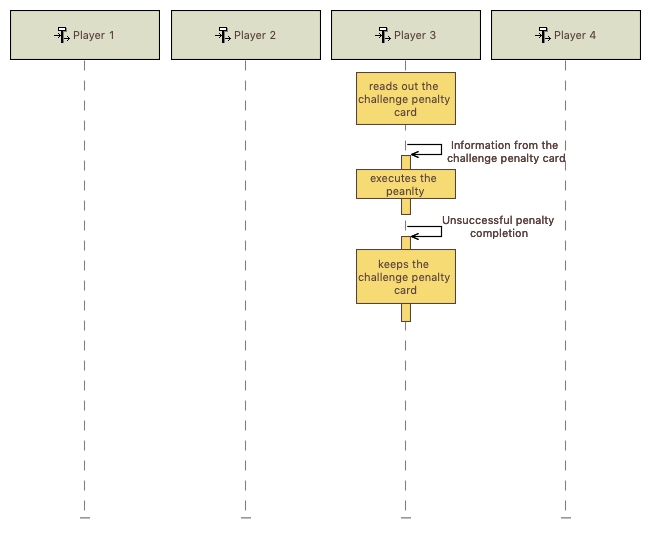 Player 1
Player 2
Player 3
Player 4
reads out the
challenge penalty
card
Information from the
challenge penalty card
executes the
peanlty
Unsuccessful penalty
completion
keeps the
challenge penalty
card